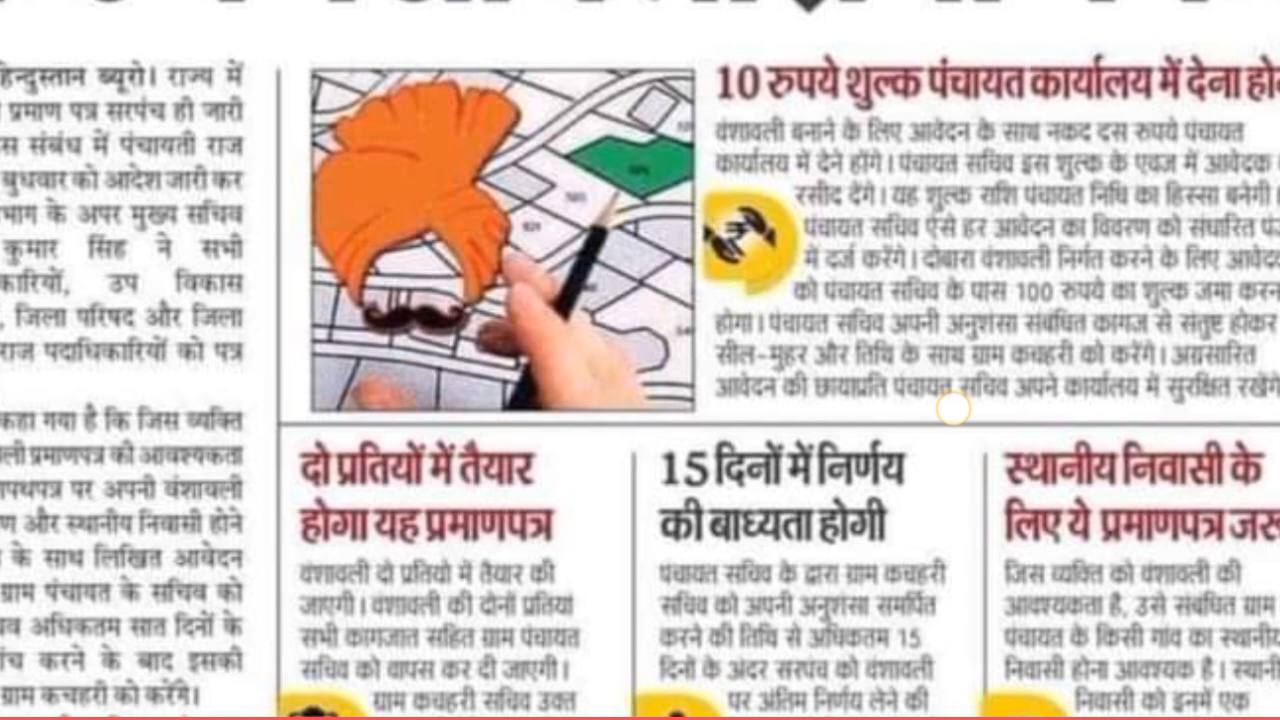 हिन्दुस्तान ब्यूरो। राज्य में
प्रमाण पत्र सरपंच ही जारी
संबंध में पंचायती राज
बुधवार को आदेश जारी कर
के अपर मुख्य सचिव
कुमार सिंह ने सभी
उप विकास
जिला परिषद और जिला
राज पदाधिकारियों को पत्र
कहा गया है कि जिस व्यक्ति
प्रमाणपत्र की आवश्यकता
शपथपत्र पर अपनी वंशावली
और स्थानीय निवासी होने
के साथ लिखित आवेदन
ग्राम पंचायत के सचिव को
अधिकतम सात दिनों के
करने के बाद इसकी
ग्राम कचहरी को करेंगे।
10 रुपये शुल्क पंचायत कार्यालय में देना
वंशावली बनाने के लिए आवेदन के साथ नकद दस रुपये पंचायत
कार्यालय में देने होंगे। पंचायत सचिव इस शुल्क के एवज में आवेदक
रसीद देंगे। यह शुल्क राशि पंचायत निधि का हिस्सा बनेगी।
पंचायत सचिव ऐसे हर आवेदन का विवरण को संधारित
में दर्ज करेंगे। दोबारा वंशावली निर्गत करने के लिए
को पंचायत सचिव के पास 100 रुपये का शुल्क जमा
होगा। पंचायत सचिव अपनी अनुशंसा संबंधित कागज से संतुष्ट होकर
सील-मुहर और तिथि के साथ ग्राम कचहरी को करेंगे। अग्रसारित
आवेदन की छायाप्रति पंचायत सचिव अपने कार्यालय में सुरक्षित रखेंगे
दो प्रतियों में तैयार
होगा यह प्रमाणपत्र
वंशावली दो प्रतियो में तैयार की
जाएगी। वंशावली की दोनों प्रतियां
सभी कागजात सहित ग्राम पंचायत
सचिव को वापस कर दी जाएगी।
ग्राम कचहरी सचिव उक्त
15 दिनों में निर्णय
की बाध्यता होगी
पंचायत सचिव के द्वारा ग्राम कचहरी
सचिव को अपनी अनुशंसा समर्पित
करने की तिथि से अधिकतम 15
दिनों के अंदर सरपंच को वंशावली
पर अंतिम निर्णय लेने की
स्थानीय निवासी के
लिए ये प्रमाणपत्र
जिस व्यक्ति को वंशावली की
आवश्यकता है, उसे संबंधित ग्राम
पंचायत के किसी गांव का स्थानीय
निवासी होना आवश्यक है।
निवासी को इनमें एक